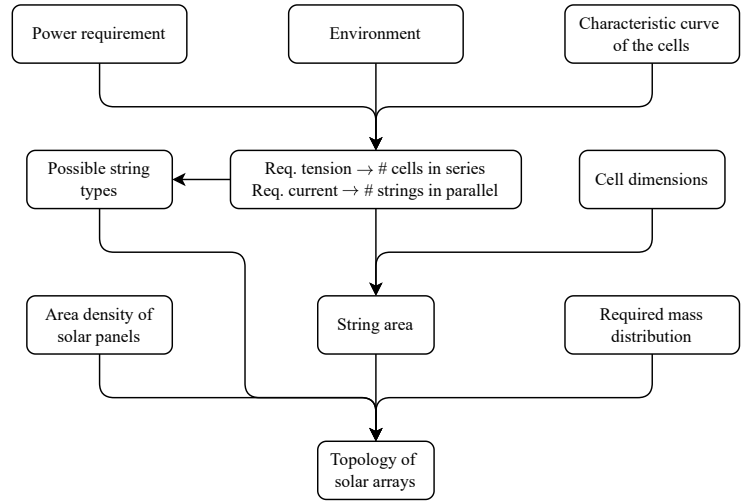 Power requirement
Environment
Characteristic curve
of the cells
Possible string
types
Req. tension → # cells in series
Req. current → # strings in parallel
Cell dimensions
Area density of
solar panels
String area
Required mass
distribution
Topology of
solar arrays